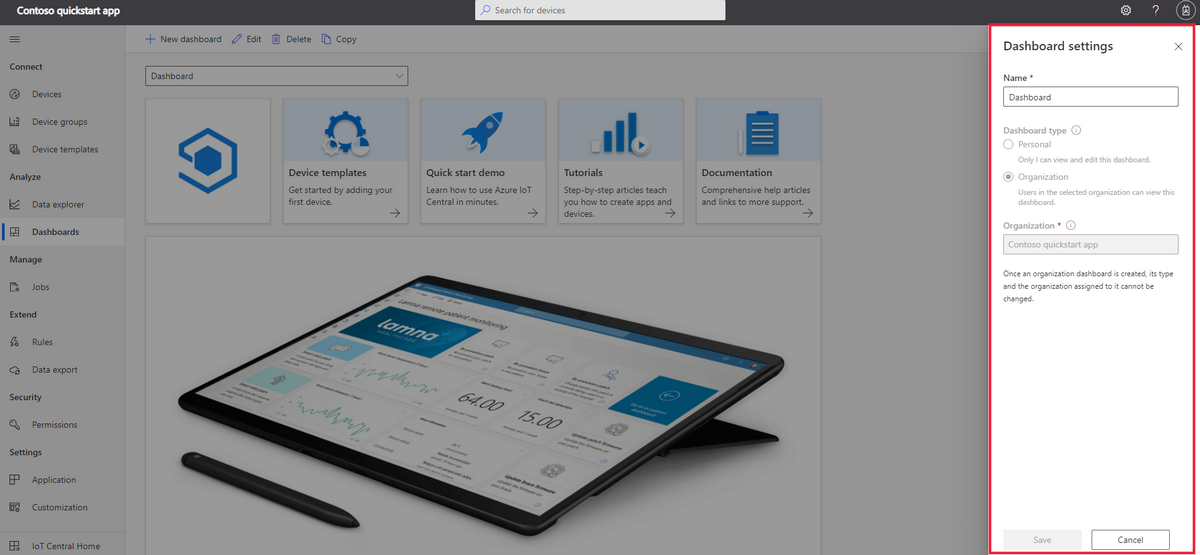 Contoso quickstart app
Search for devices
?
Connect
Devices
Device groups
Device templates
Analyze
Data explorer
Dashboards
Manage
Jobs
Extend
Rules
Data export
Security
Permissions
Settings
Application
Customization
IoT Central Home
New dashboard
Edit
Delete
Copy
Dashboard
Device templates
Get started by adding your
first device.
Quick start demo
Learn how to use Azure IoT
Central in minutes.
Tutorials
Step-by-step articles teach
you how to create apps and
devices.
Documentation
Comprehensive help articles
and links to more support.
Lamna remote patient monitoring
lamna
HEALTHCARE
64.00
15.00
Update patch firmware
Update brace firmware
Dashboard settings
Name *
Dashboard
Dashboard type
Personal
Only I can view and edit this dashboard.
Organization
Users in the selected organization can view this
dashboard.
Organization *
Contoso quickstart app
Once an organization dashboard is created, its type
and the organization assigned to it cannot be
changed.
Save
Cancel